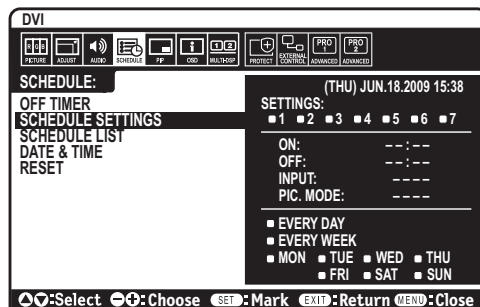 DVI
RGB
PICTURE ADJUST AUDIO SCHEDULE PIP OSD MULTI-DSP PROTECT EXTERNAL CONTROL PRO 1 ADVANCED PRO 2 ADVANCED
SCHEDULE:
OFF TIMER
SCHEDULE SETTINGS
SCHEDULE LIST
DATE & TIME
RESET
(THU) JUN.18.2009 15:38
SETTINGS:
1 2 3 4 5 6 7
ON: --:--
OFF: --:--
INPUT: ----
PIC. MODE: ----
EVERY DAY
EVERY WEEK
MON TUE WED THU
FRI SAT SUN
:Select :Choose SET:Mark EXIT:Return MENU:Close